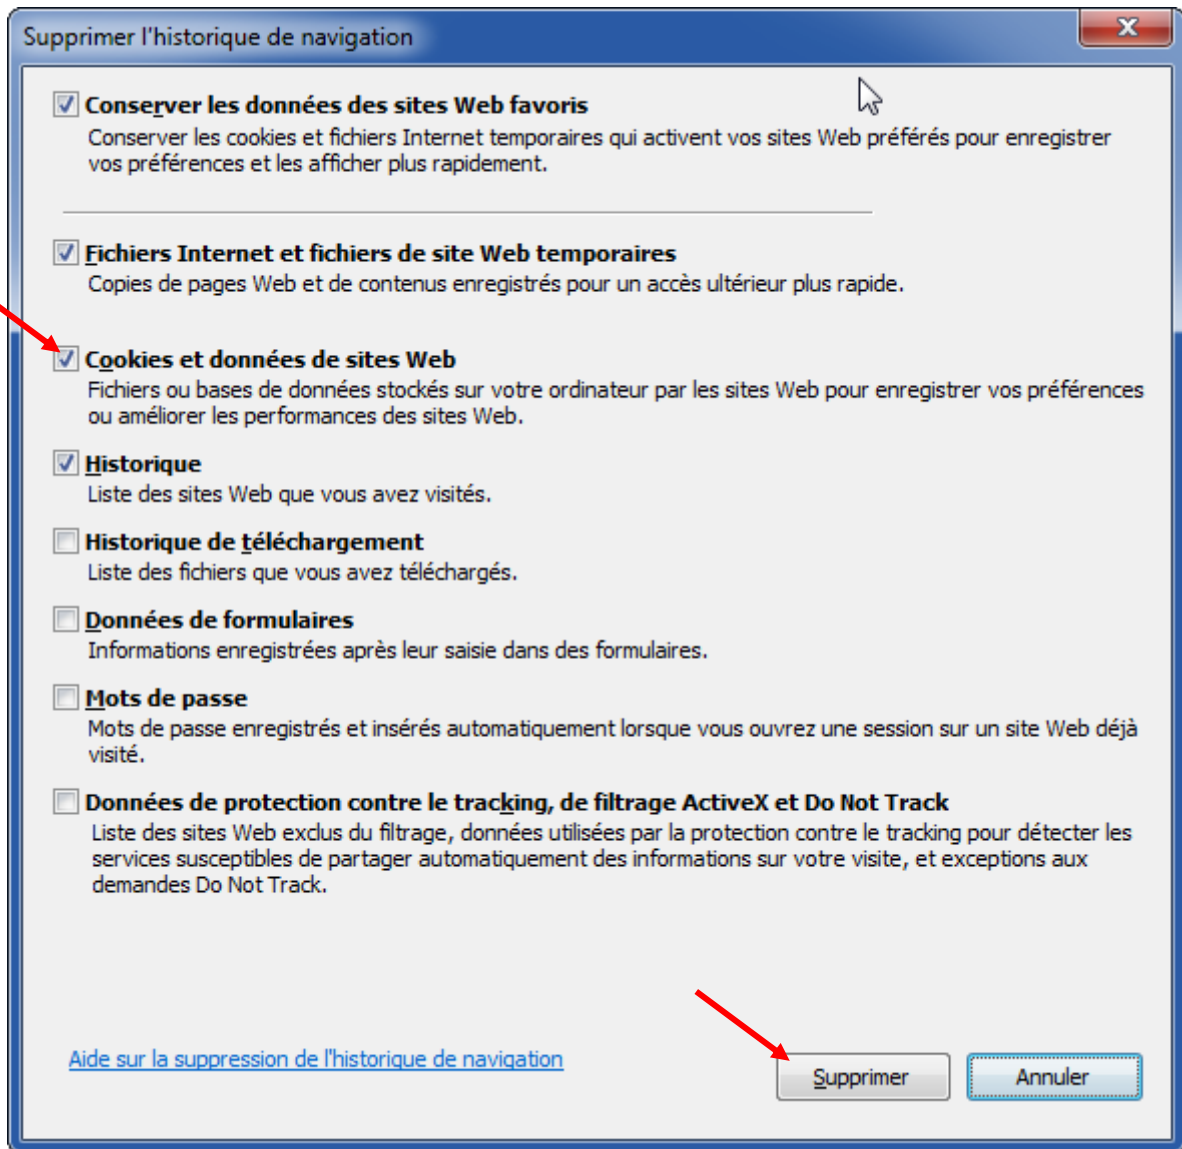 Supprimer l'historique de navigation
Conserver les données des sites Web favoris
Conserver les cookies et fichiers Internet temporaires qui activent vos sites Web préférés pour enregistrer
vos préférences et les afficher plus rapidement.
Fichiers Internet et fichiers de site Web temporaires
Copies de pages Web et de contenus enregistrés pour un accès ultérieur plus rapide.
Cookies et données de sites Web
Fichiers ou bases de données stockés sur votre ordinateur par les sites Web pour enregistrer vos préférences
ou améliorer les performances des sites Web.
Historique
Liste des sites Web que vous avez visités.
Historique de téléchargement
Liste des fichiers que vous avez téléchargés.
Données de formulaires
Informations enregistrées après leur saisie dans des formulaires.
Mots de passe
Mots de passe enregistrés et insérés automatiquement lorsque vous ouvrez une session sur un site Web déjà
visité.
Données de protection contre le tracking, de filtrage ActiveX et Do Not Track
Liste des sites Web exclus du filtrage, données utilisées par la protection contre le tracking pour détecter les
services susceptibles de partager automatiquement des informations sur votre visite, et exceptions aux
demandes Do Not Track.
Aide sur la suppression de l'historique de navigation
Supprimer
Annuler